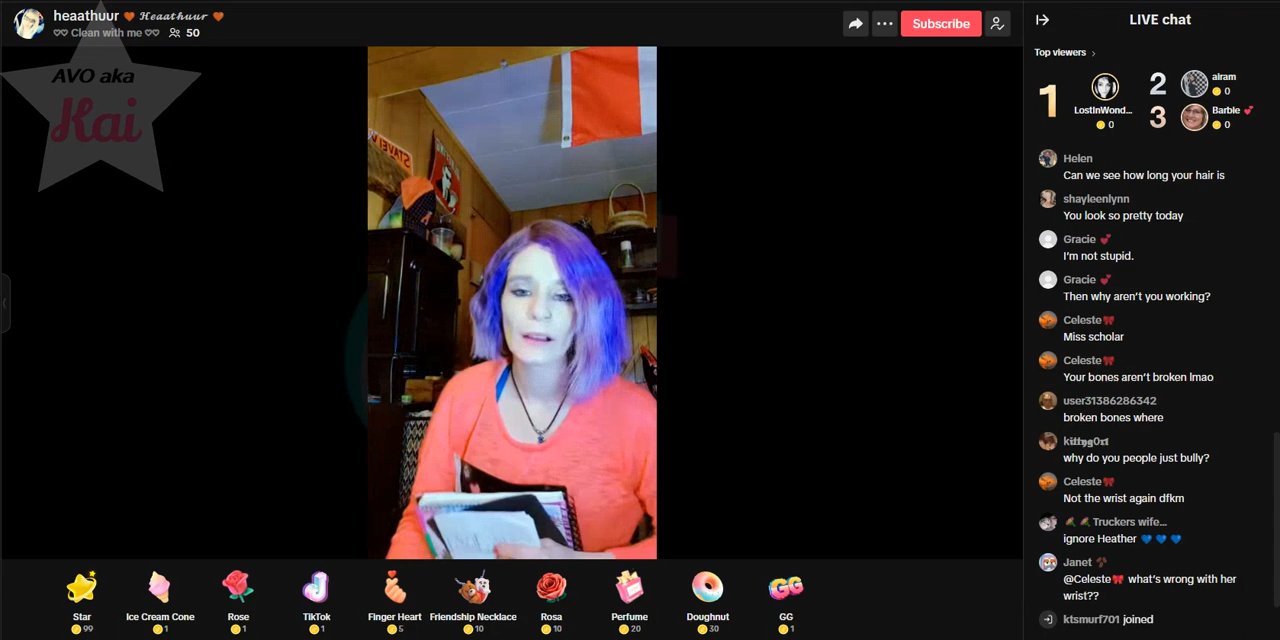 heaathuur 🧡 𝓗𝓮𝓪𝓪𝓽𝓱𝓾𝓾𝓻 🧡
♡♡ Clean with me ♡♡ 50
Subscribe
AVO aka
Kai
STAVE
LIVE chat
Top viewers
1 LostInWond... 0
2 alram 0
3 Barbie 💕 0
Helen
Can we see how long your hair is
shayleenlynn
You look so pretty today
Gracie 💕
I'm not stupid.
Gracie 💕
Then why aren't you working?
Celeste🎀
Miss scholar
Celeste🎀
Your bones aren't broken lmao
user31386286342
broken bones where
why do you people just bully?
Celeste🎀
Not the wrist again dfkm
Truckers wife...
ignore Heather 💙 💙 💙
Janet
@Celeste🎀 what's wrong with her
wrist??
ktsmurf701 joined
Star
99
Ice Cream Cone
1
Rose
1
TikTok
1
Finger Heart
5
Friendship Necklace
10
Rosa
10
Perfume
20
Doughnut
30
GG
GG
1